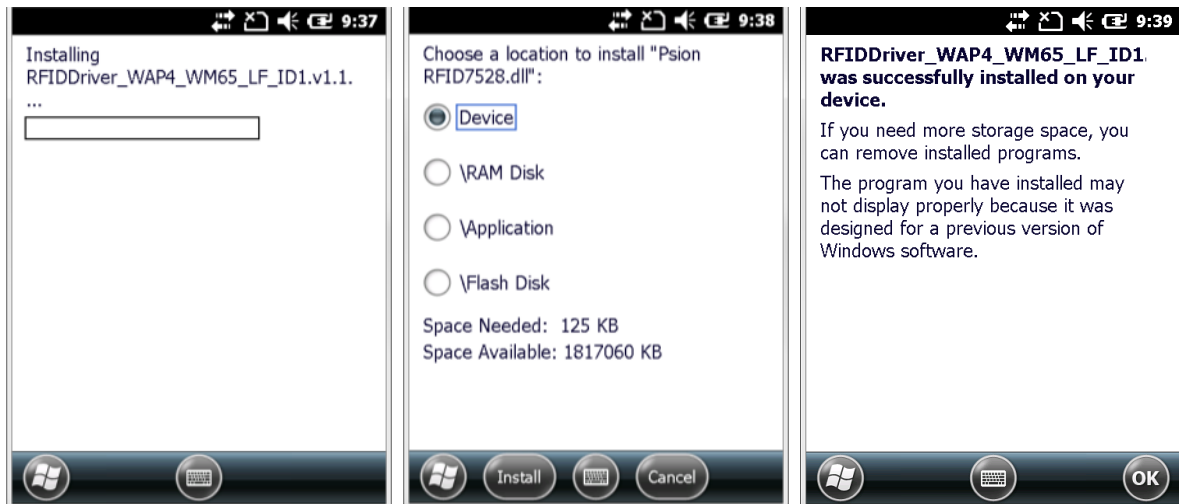 9:37
Installing
RFIDDriver_WAP4_WM65_LF_ID1.v1.1.
...
9:38
Choose a location to install "Psion
RFID7528.dll":
Device
\RAM Disk
\Application
\Flash Disk
Space Needed: 125 KB
Space Available: 1817060 KB
Install
Cancel
9:39
RFIDDriver_WAP4_WM65_LF_ID1.
was successfully installed on your
device.
If you need more storage space, you
can remove installed programs.
The program you have installed may
not display properly because it was
designed for a previous version of
Windows software.
OK